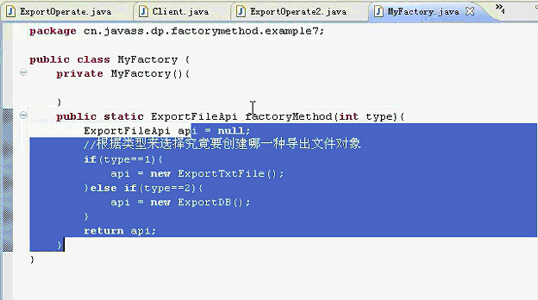 ExportOperate.java Client.java ExportOperate2.java MyFactory.java
package cn.javass.dp.factorymethod.example7;
public class MyFactory {
private MyFactory(){
}
public static ExportFileApi factoryMethod(int type){
ExportFileApi api = null;
//根据类型来选择究竟要创建哪一种导出文件对象
if(type==1){
api = new ExportTxtFile();
}else if(type==2){
api = new ExportDB();
}
return api;
}
}